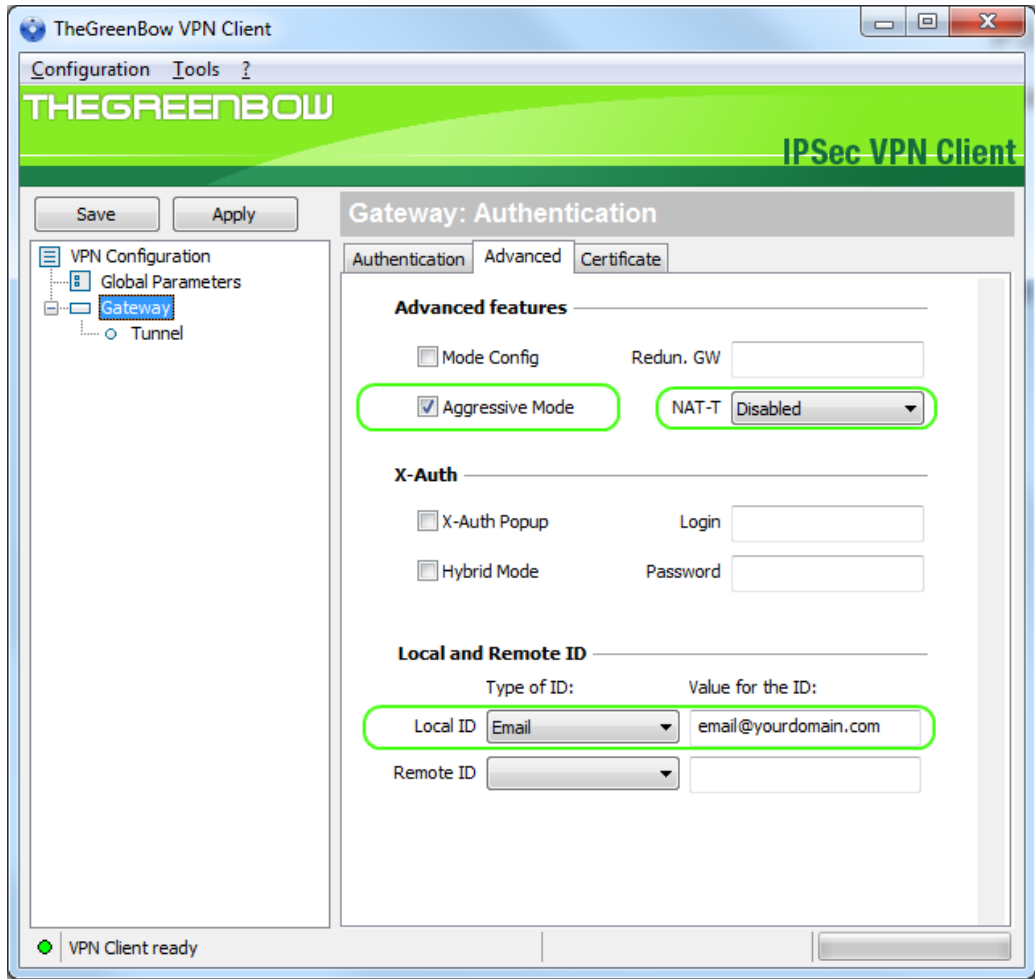 TheGreenBow VPN Client
Configuration Tools ?
THEGREENBOW
IPSec VPN Client
Save Apply
Gateway: Authentication
VPN Configuration
Global Parameters
Gateway
Tunnel
Authentication Advanced Certificate
Advanced features
Mode Config Redun. GW
Aggressive Mode NAT-T Disabled
X-Auth
X-Auth Popup Login
Hybrid Mode Password
Local and Remote ID
Type of ID: Value for the ID:
Local ID Email email@yourdomain.com
Remote ID
VPN Client ready